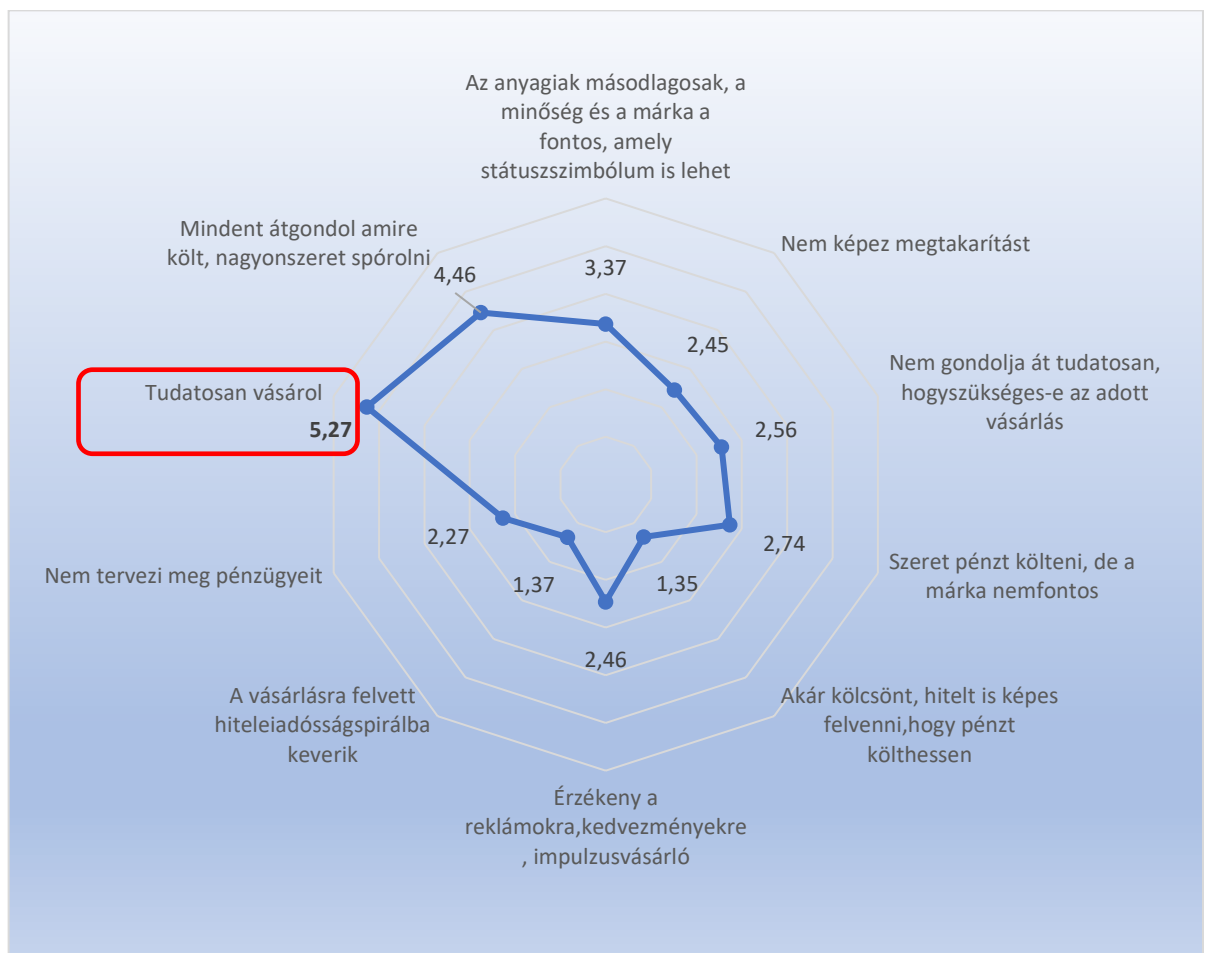 Az anyagiak másodlagosak, a
minőség és a márka a
fontos, amely
státuszszimbólum is lehet
3,37
Nem képez megtakarítást
2,45
Nem gondolja át tudatosan,
hogyszükséges-e az adott
vásárlás
2,56
Szeret pénzt költeni, de a
márka nemfontos
2,74
Akár kölcsönt, hitelt is képes
felvenni,hogy pénzt
költhessen
1,35
Érzékeny a
reklámokra,kedvezményekre
, impulzusvásárló
2,46
A vásárlásra felvett
hiteleiadósságspirálba
keverik
1,37
Nem tervezi meg pénzügyeit
2,27
Tudatosan vásárol
5,27
Mindent átgondol amire
költ, nagyonszeret spórolni
4,46